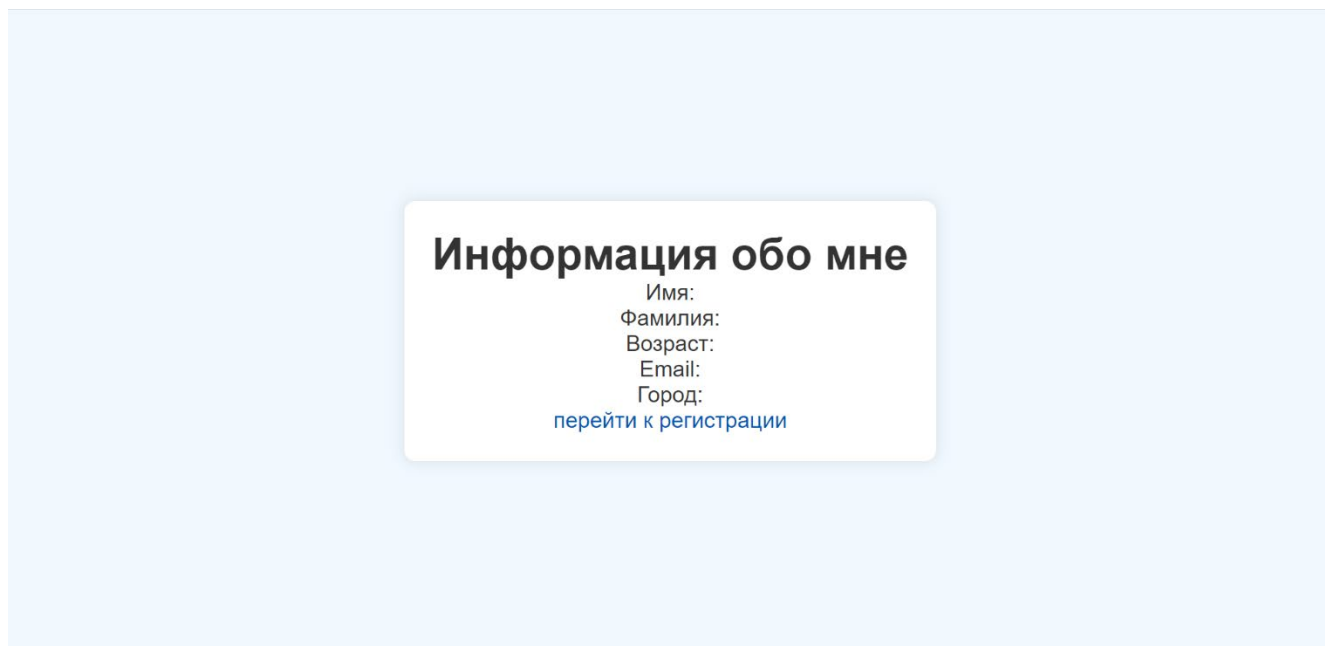 Информация обо мне
Имя:
Фамилия:
Возраст:
Email:
Город:
перейти к регистрации